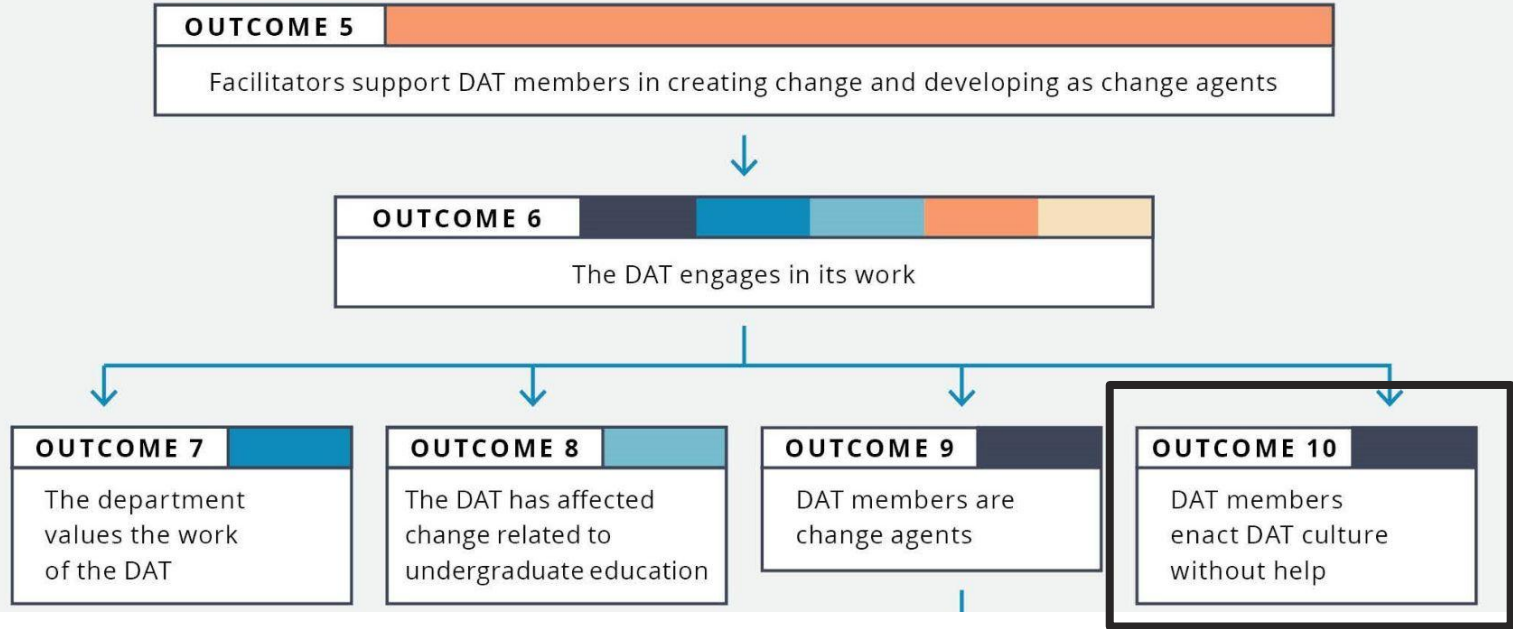 OUTCOME 5
Facilitators support DAT members in creating change and developing as change agents
OUTCOME 6
The DAT engages in its work
OUTCOME 7
The department
values the work
of the DAT
OUTCOME 8
The DAT has affected
change related to
undergraduate education
OUTCOME 9
DAT members are
change agents
OUTCOME 10
DAT members
enact DAT culture
without help